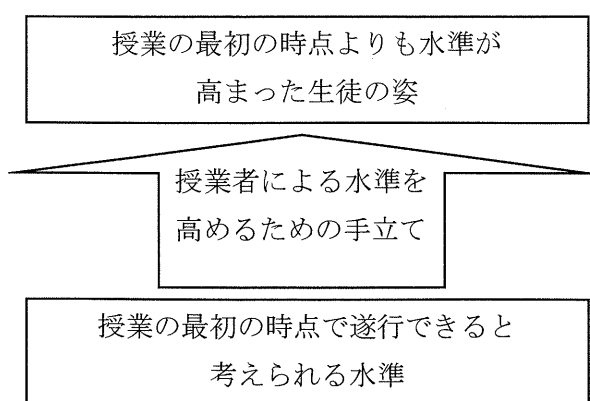 授業の最初の時点よりも水準が
高まった生徒の姿
授業者による水準を
高めるための手立て
授業の最初の時点で遂行できると
考えられる水準